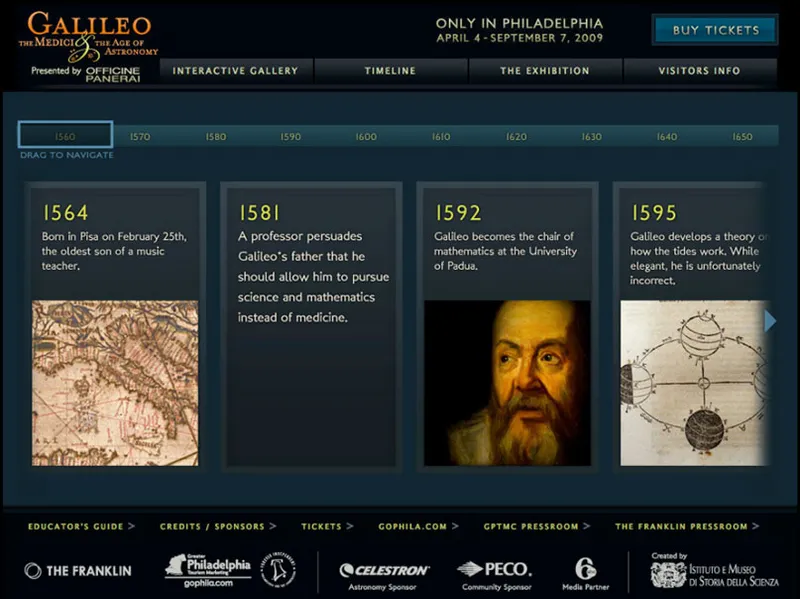 GALILEO
THE MEDICI & THE AGE OF
ASTRONOMY
Presented by OFFICINE
PANERAI
ONLY IN PHILADELPHIA
APRIL 4 - SEPTEMBER 7, 2009
BUY TICKETS
INTERACTIVE GALLERY
TIMELINE
THE EXHIBITION
VISITORS INFO
1560 1570 1580 1590 1600 1610 1620 1630 1640 1650
DRAG TO NAVIGATE
1564
Born in Pisa on February 25th,
the oldest son of a music
teacher.
1581
A professor persuades
Galileo's father that he
should allow him to pursue
science and mathematics
instead of medicine.
1592
Galileo becomes the chair of
mathematics at the University
of Padua.
1595
Galileo develops a theory on
how the tides work. While
elegant, he is unfortunately
incorrect.
EDUCATOR'S GUIDE >
CREDITS / SPONSORS >
TICKETS >
GOPHILA.COM >
GPTMC PRESSROOM >
THE FRANKLIN PRESSROOM >
THE FRANKLIN
Greater
Philadelphia
Tourism Marketing
gophila.com
CELESTRON
Astronomy Sponsor
PECO.
Community Sponsor
6
Media Partner
Created by
ISTITUTO E MUSEO
DI STORIA DELLA SCIENZA